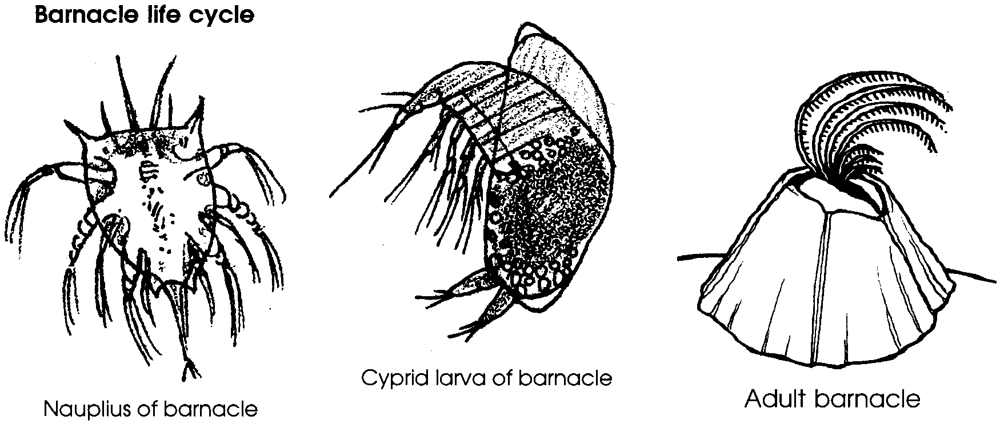 Barnacle life cycle
Nauplius of barnacle
Cyprid larva of barnacle
Adult barnacle